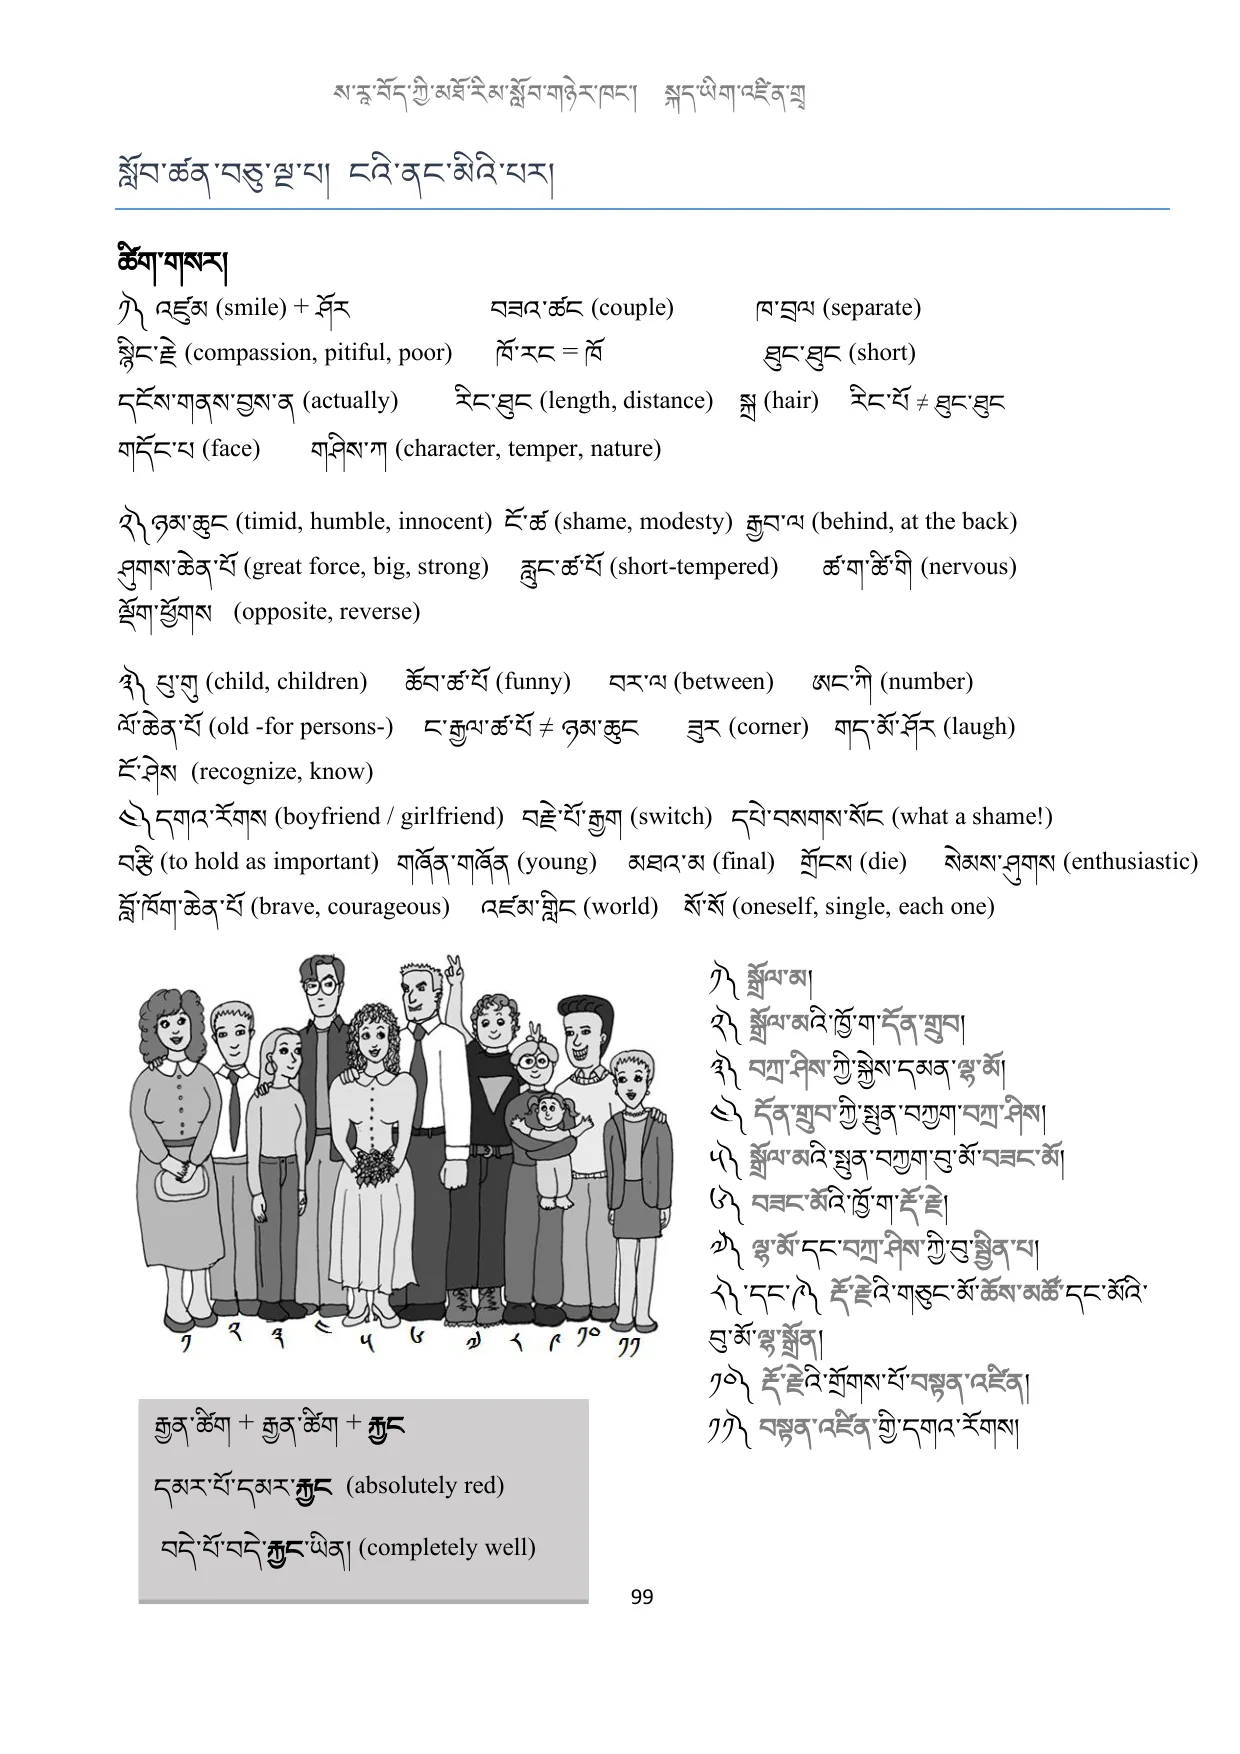 ས་རཱ་བོད་ཀྱི་མཐོ་རིམ་སློབ་གཉེར་ཁང་། སྐད་ཡིག་འཛིན་གྲྭ
སློབ་ཚན་བཅུ་ལྔ་པ། ངའི་ནང་མིའི་པར།
ཚིག་གསར།
༡༽ འཛུམ (smile) + ཤོར བཟའ་ཚང (couple) ཁ་བྲལ (separate)
སྙིང་རྗེ (compassion, pitiful, poor) ཁོ་རང = ཁོ ཐུང་ཐུང (short)
དངོས་གནས་བྱས་ན (actually) རིང་ཐུང (length, distance) སྐྲ (hair) རིང་པོ ≠ ཐུང་ཐུང
གདོང་པ (face) གཤིས་ཀ (character, temper, nature)
༢༽ ཉམ་ཆུང (timid, humble, innocent) ངོ་ཚ (shame, modesty) རྒྱབ་ལ (behind, at the back)
ཤུགས་ཆེན་པོ (great force, big, strong) རླུང་ཚ་པོ (short-tempered) ཚ་ག་ཚི་གི (nervous)
ལྡོག་ཕྱོགས (opposite, reverse)
༣༽ པུ་གུ (child, children) ཆོབ་ཚ་པོ (funny) བར་ལ (between) ཨང་ཀི (number)
ལོ་ཆེན་པོ (old -for persons-) ང་རྒྱལ་ཚ་པོ ≠ ཉམ་ཆུང ཟུར (corner) གད་མོ་ཤོར (laugh)
ངོ་ཤེས (recognize, know)
༤༽ དགའ་རོགས (boyfriend / girlfriend) བརྗེ་པོ་རྒྱག (switch) དཔེ་བསགས་སོང (what a shame!)
བརྩི (to hold as important) གཞོན་གཞོན (young) མཐའ་མ (final) གྲོངས (die) སེམས་ཤུགས (enthusiastic)
བློ་ཁོག་ཆེན་པོ (brave, courageous) འཛམ་གླིང (world) སོ་སོ (oneself, single, each one)
༡༽ སྒྲོལ་མ།
༢༽ སྒྲོལ་མའི་ཁྱོ་ག་དོན་གྲུབ།
༣༽ བཀྲ་ཤིས་ཀྱི་སྐྱེས་དམན་ལྷ་མོ།
༤༽ དོན་གྲུབ་ཀྱི་སྤུན་བཀྱག་བཀྲ་ཤིས།
༥༽ སྒྲོལ་མའི་སྤུན་བཀྱག་བུ་མོ་བཟང་མོ།
༦༽ བཟང་མོའི་ཁྱོ་ག་རྡོ་རྗེ།
༧༽ ལྷ་མོ་དང་བཀྲ་ཤིས་ཀྱི་བུ་སྦྱིན་པ།
༨༽་དང་༩༽ རྡོ་རྗེའི་གཅུང་མོ་ཆོས་མཚོ་དང་མོའི་
བུ་མོ་ལྷ་སྒྲོན།
༡༠༽ རྡོ་རྗེའི་གྲོགས་པོ་བསྟན་འཛིན།
༡༡༽ བསྟན་འཛིན་གྱི་དགའ་རོགས།
༡ ༢ ༣ ༤ ༥ ༦ ༧ ༨ ༩ ༡༠ ༡༡
རྒྱན་ཚིག + རྒྱན་ཚིག + རྐྱང
དམར་པོ་དམར་རྐྱང (absolutely red)
བདེ་པོ་བདེ་རྐྱང་ཡིན། (completely well)
99